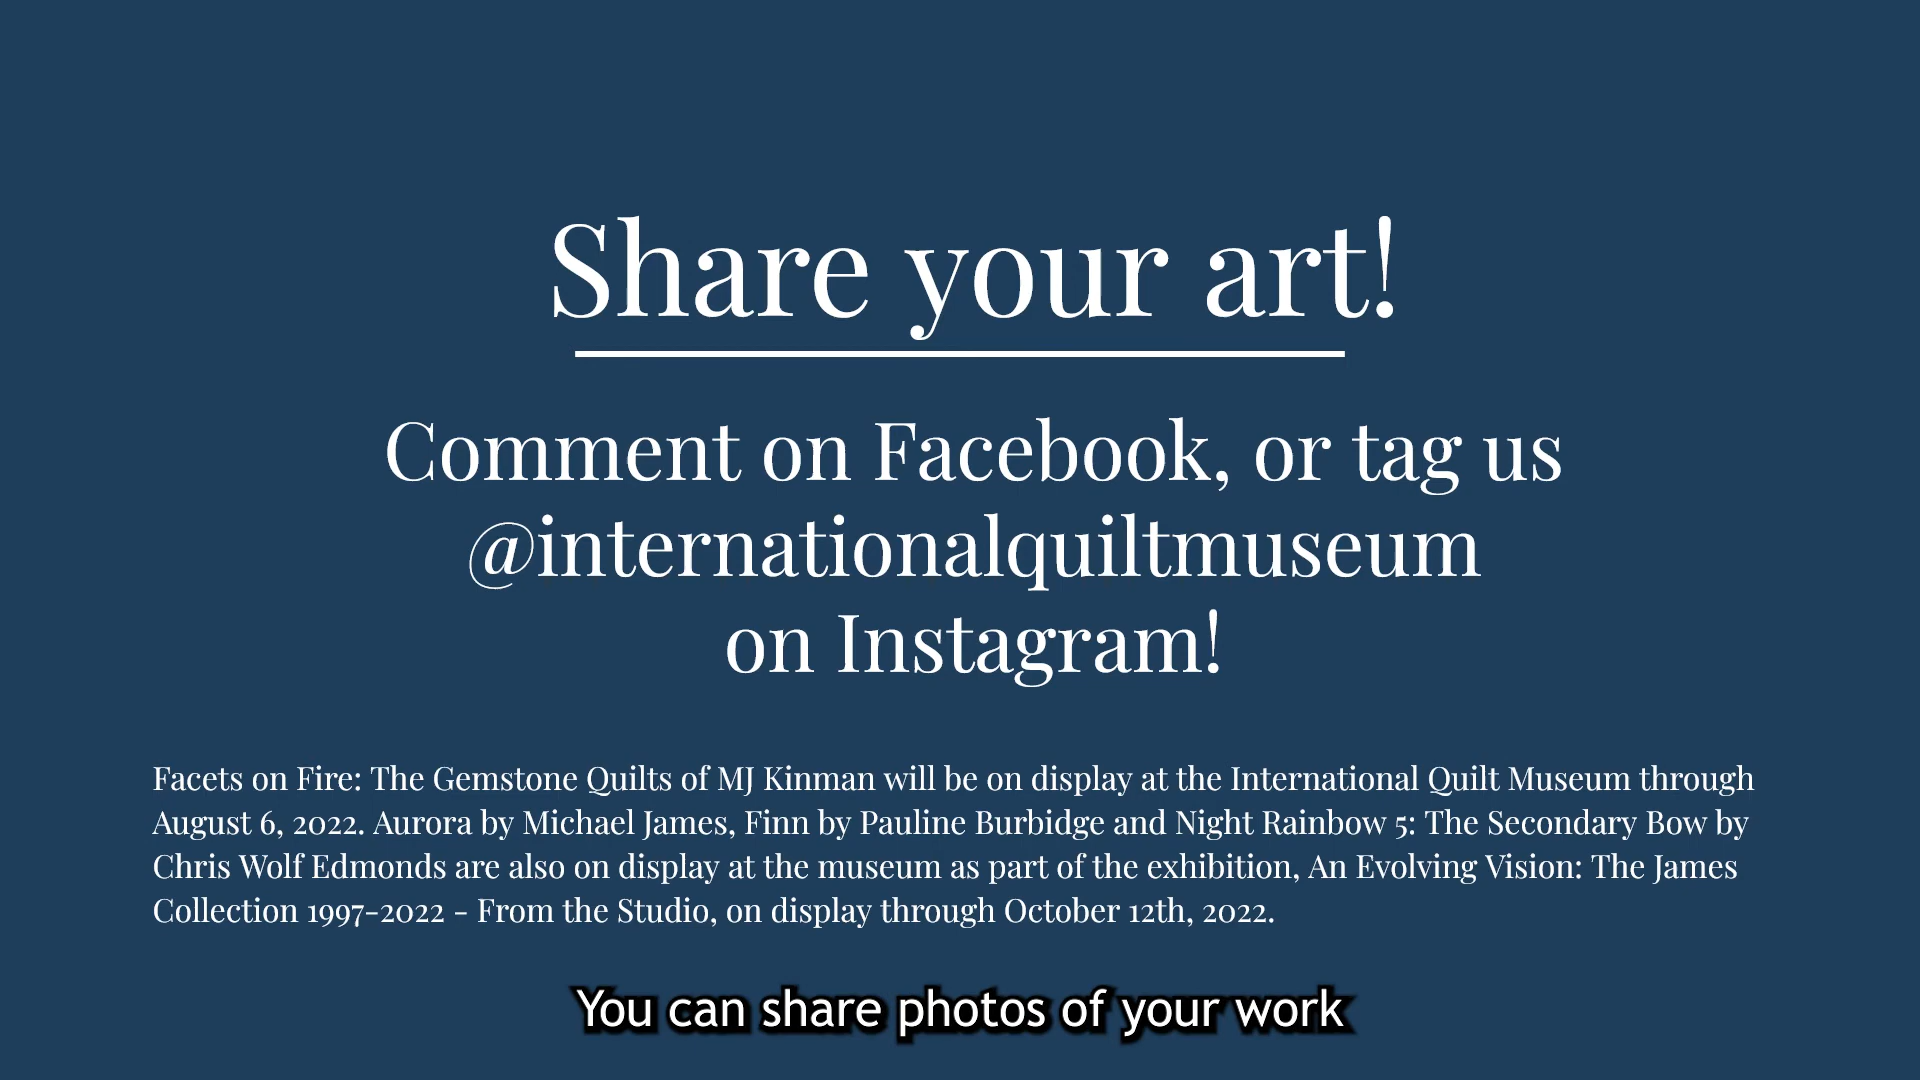 Share your art!
Comment on Facebook, or tag us
@internationalquiltmuseum
on Instagram!
Facets on Fire: The Gemstone Quilts of MJ Kinman will be on display at the International Quilt Museum through
August 6, 2022. Aurora by Michael James, Finn by Pauline Burbidge and Night Rainbow 5: The Secondary Bow by
Chris Wolf Edmonds are also on display at the museum as part of the exhibition, An Evolving Vision: The James
Collection 1997-2022 - From the Studio, on display through October 12th, 2022.
You can share photos of your work